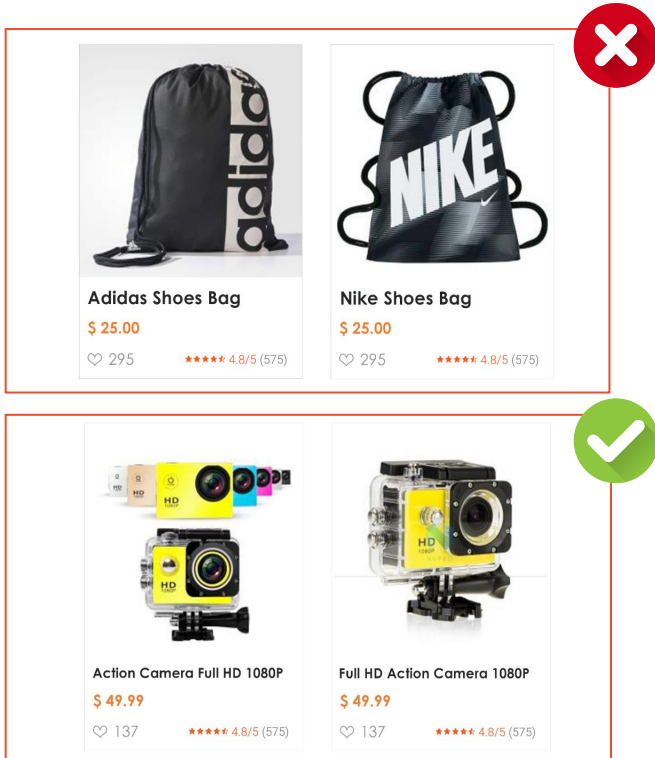 adidas
NIKE
Adidas Shoes Bag
Nike Shoes Bag
$ 25.00
$ 25.00
295
4.8/5 (575)
295
4.8/5 (575)
HD
HD
HD
1080P
HD
1080P
HD
1080P
Action Camera Full HD 1080P
Full HD Action Camera 1080P
$ 49.99
$ 49.99
137
4.8/5 (575)
137
4.8/5 (575)